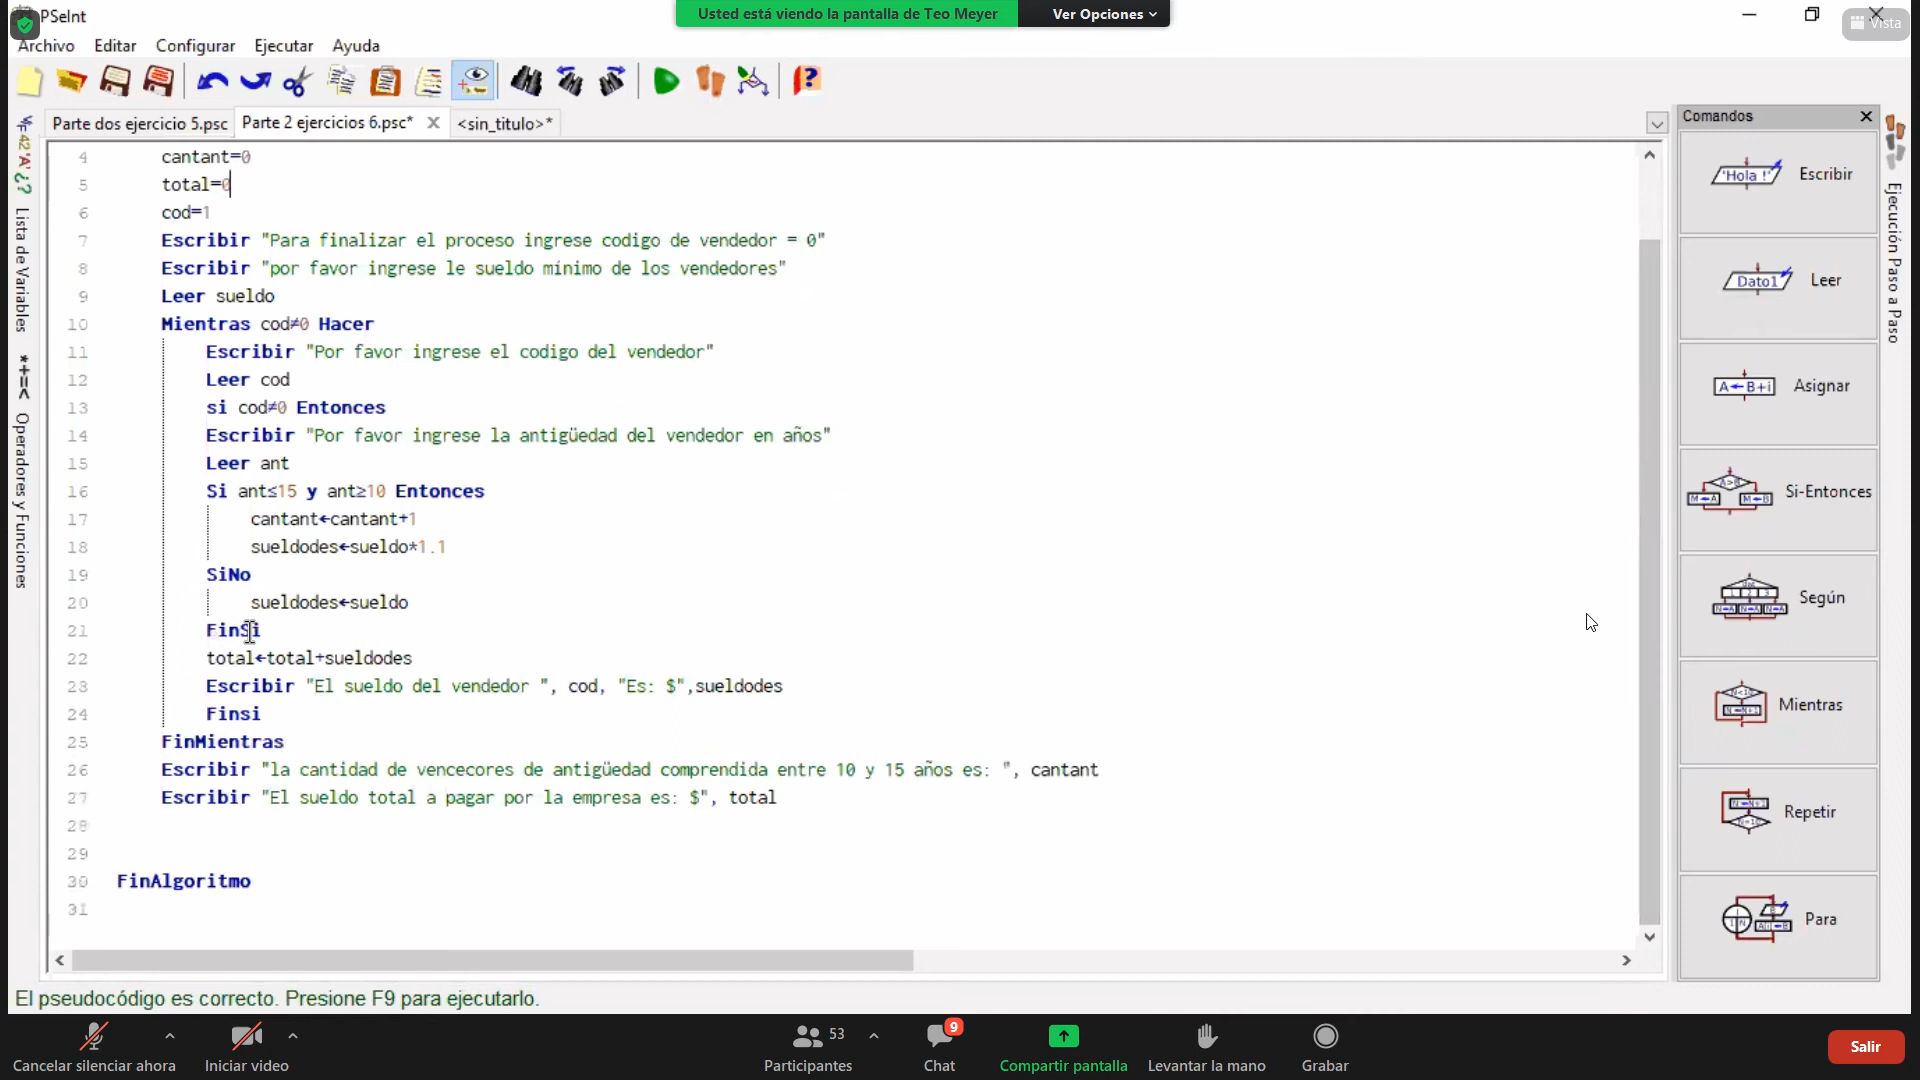 PSeInt
Usted está viendo la pantalla de Teo Meyer
Ver Opciones
Vista
Archivo Editar Configurar Ejecutar Ayuda
Parte dos ejercicio 5.psc
Parte 2 ejercicios 6.psc*
<sin_titulo>*
Comandos
Lista de Variables
Operadores y Funciones
4 cantant=0
5 total=0
6 cod=1
7 Escribir "Para finalizar el proceso ingrese codigo de vendedor = 0"
8 Escribir "por favor ingrese le sueldo minimo de los vendedores"
9 Leer sueldo
10 Mientras cod≠0 Hacer
11 Escribir "Por favor ingrese el codigo del vendedor"
12 Leer cod
13 si cod≠0 Entonces
14 Escribir "Por favor ingrese la antigüedad del vendedor en años"
15 Leer ant
16 Si ant≤15 y ant≥10 Entonces
17 cantant←cantant+1
18 sueldodes←sueldo*1.1
19 SiNo
20 sueldodes←sueldo
21 FinSi
22 total←total+sueldodes
23 Escribir "El sueldo del vendedor ", cod, "Es: $",sueldodes
24 Finsi
25 FinMientras
26 Escribir "la cantidad de vencecores de antigüedad comprendida entre 10 y 15 años es: ", cantant
27 Escribir "El sueldo total a pagar por la empresa es: $", total
28
29
30 FinAlgoritmo
31
'Hola !' Escribir
Dato1 Leer
A←B+i Asignar
A>B Si-Entonces
Según
Mientras
Repetir
Para
Ejecución Paso a Paso
El pseudocódigo es correcto. Presione F9 para ejecutarlo.
Cancelar silenciar ahora
Iniciar video
53
Participantes
9
Chat
Compartir pantalla
Levantar la mano
Grabar
Salir